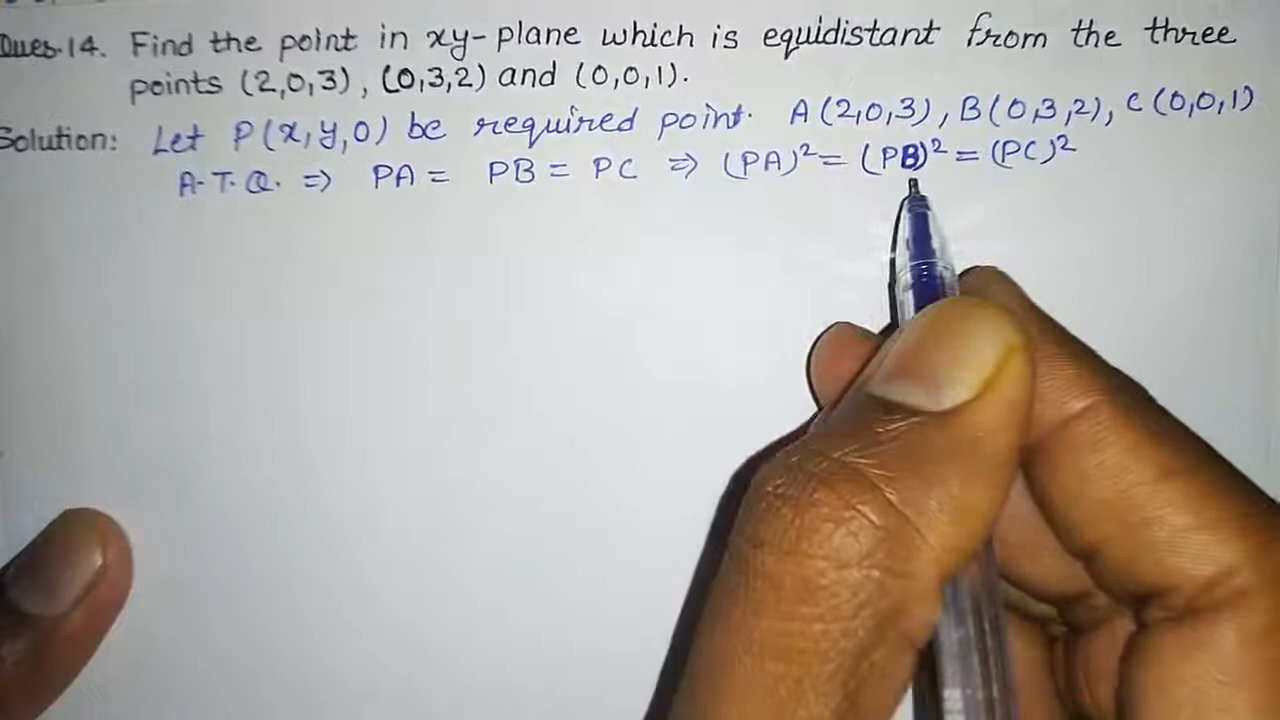 Ques. 14. Find the point in xy-plane which is equidistant from the three
points (2,0,3), (0,3,2) and (0,0,1).
Solution: Let P(x,y,0) be required point. A(2,0,3), B(0,3,2), C(0,0,1)
A.T.Q. ⇒ PA = PB = PC ⇒ (PA)² = (PB)² = (PC)²